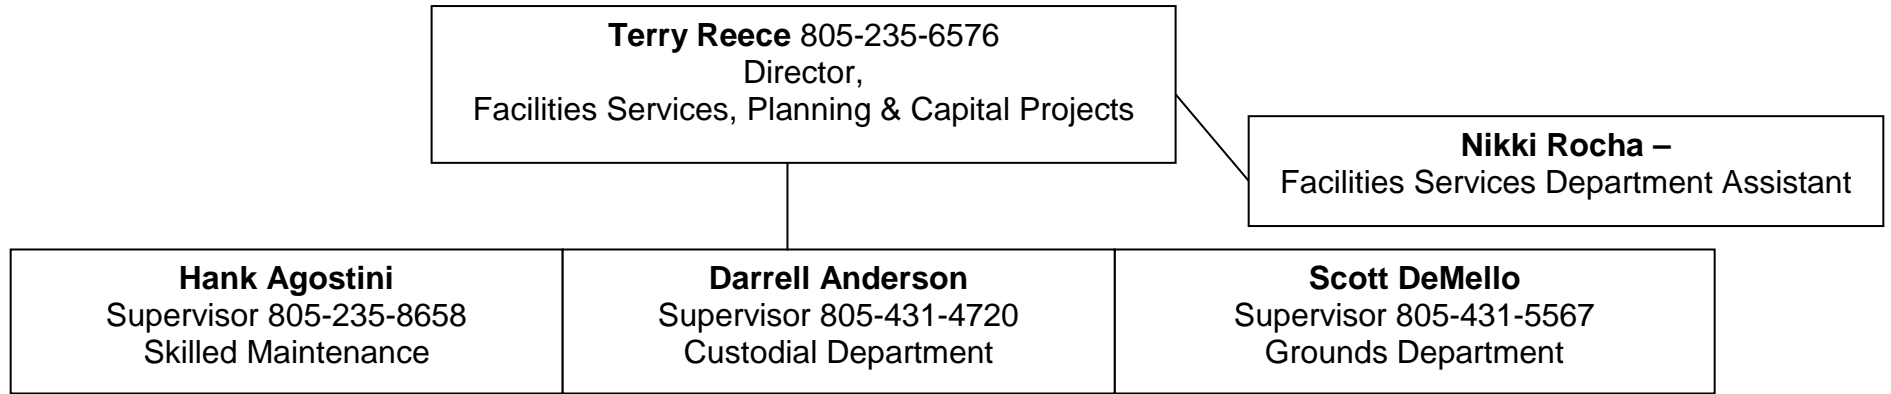 Terry Reece 805-235-6576
Director,
Facilities Services, Planning & Capital Projects
Nikki Rocha –
Facilities Services Department Assistant
Hank Agostini
Supervisor 805-235-8658
Skilled Maintenance
Darrell Anderson
Supervisor 805-431-4720
Custodial Department
Scott DeMello
Supervisor 805-431-5567
Grounds Department